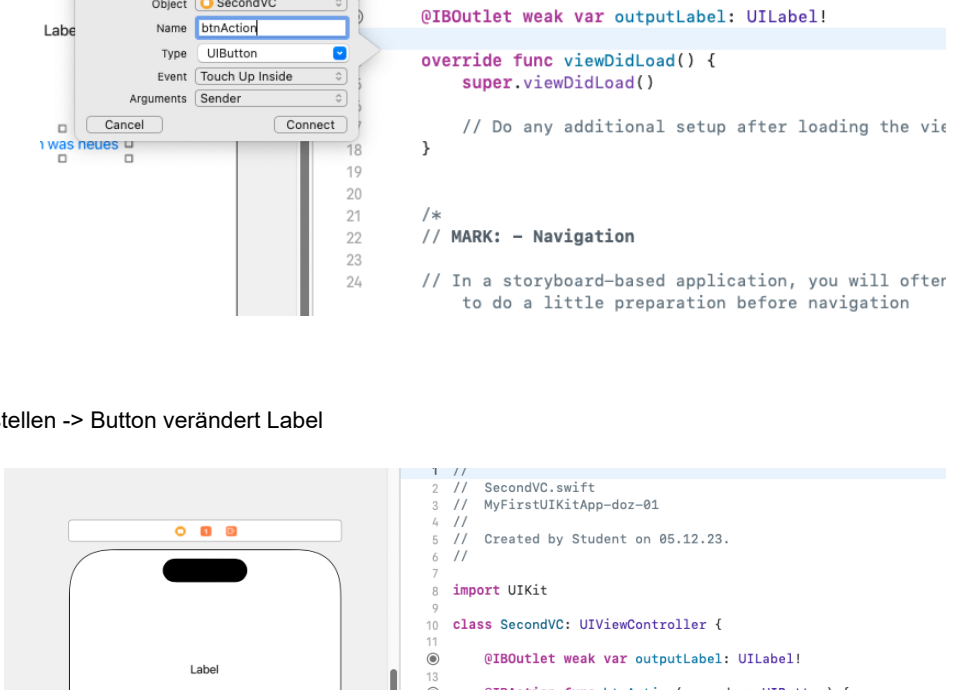 Object SecondVC
@IBOutlet weak var outputLabel: UILabel!
Labe
Name btnAction
Type UIButton
override func viewDidLoad() {
Event Touch Up Inside
super.viewDidLoad()
Arguments Sender
Cancel Connect
// Do any additional setup after loading the vie
was neues
18 }
19
20
21 /*
22 // MARK: - Navigation
23
24 // In a storyboard-based application, you will often
to do a little preparation before navigation
tellen -> Button verändert Label
1 //
2 // SecondVC.swift
3 // MyFirstUIKitApp-doz-01
4 //
5 // Created by Student on 05.12.23.
6 //
7
8 import UIKit
9
10 class SecondVC: UIViewController {
11
@IBOutlet weak var outputLabel: UILabel!
Label
13